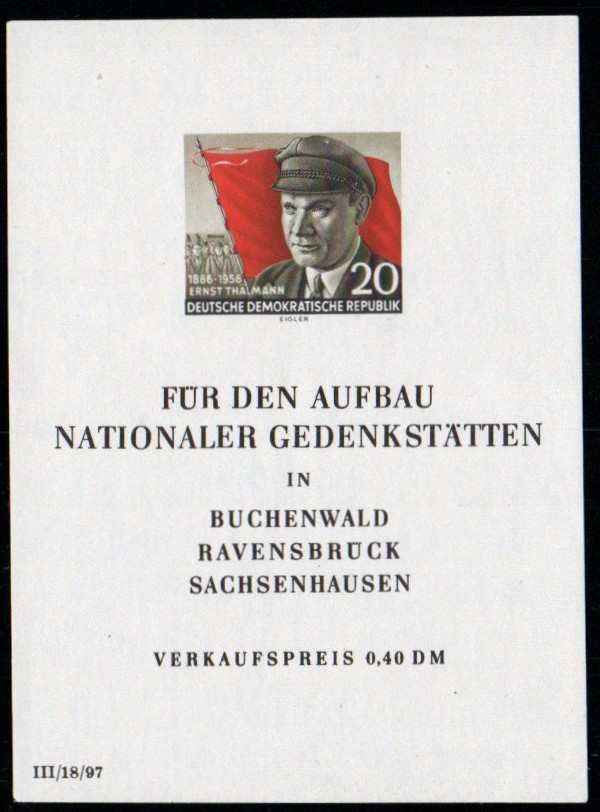 1886-1956
ERNST THÄLMANN
20
DEUTSCHE DEMOKRATISCHE REPUBLIK
EIGLER
FÜR DEN AUFBAU
NATIONALER GEDENKSTÄTTEN
IN
BUCHENWALD
RAVENSBRÜCK
SACHSENHAUSEN
VERKAUFSPREIS 0,40 DM
III/18/97